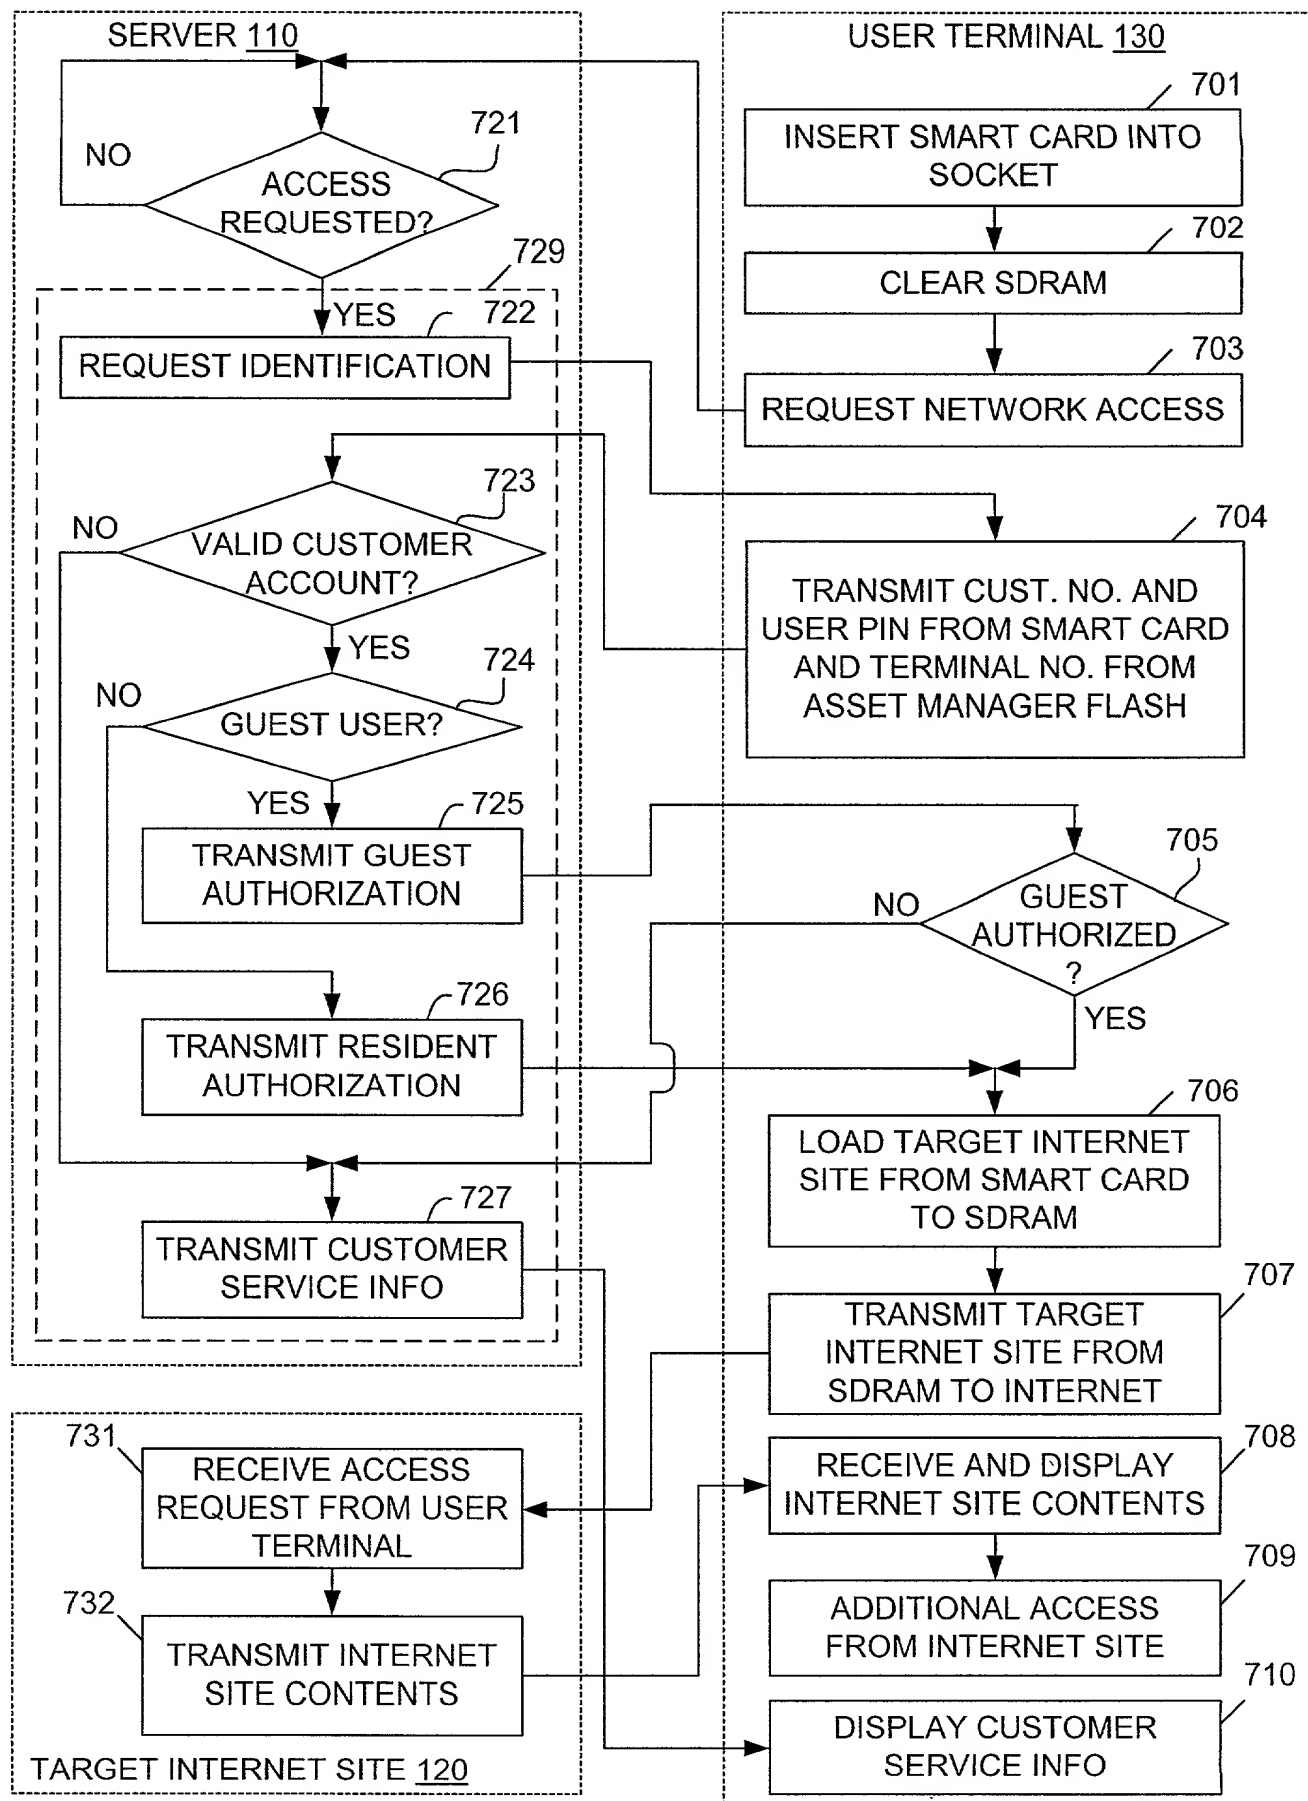 SERVER 110
721
NO
ACCESS
REQUESTED?
729
YES
722
REQUEST IDENTIFICATION
723
NO
VALID CUSTOMER
ACCOUNT?
YES
724
NO
GUEST USER?
YES
725
TRANSMIT GUEST
AUTHORIZATION
726
TRANSMIT RESIDENT
AUTHORIZATION
727
TRANSMIT CUSTOMER
SERVICE INFO
731
RECEIVE ACCESS
REQUEST FROM USER
TERMINAL
732
TRANSMIT INTERNET
SITE CONTENTS
TARGET INTERNET SITE 120
USER TERMINAL 130
701
INSERT SMART CARD INTO
SOCKET
702
CLEAR SDRAM
703
REQUEST NETWORK ACCESS
704
TRANSMIT CUST. NO. AND
USER PIN FROM SMART CARD
AND TERMINAL NO. FROM
ASSET MANAGER FLASH
705
NO
GUEST
AUTHORIZED
?
YES
706
LOAD TARGET INTERNET
SITE FROM SMART CARD
TO SDRAM
707
TRANSMIT TARGET
INTERNET SITE FROM
SDRAM TO INTERNET
708
RECEIVE AND DISPLAY
INTERNET SITE CONTENTS
709
ADDITIONAL ACCESS
FROM INTERNET SITE
710
DISPLAY CUSTOMER
SERVICE INFO